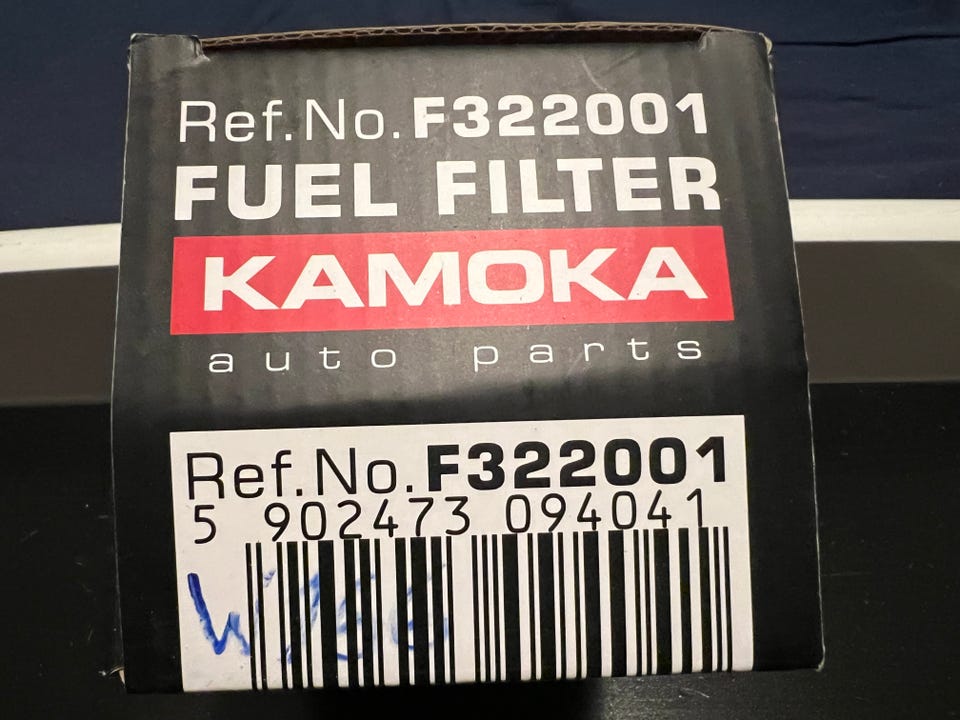 Ref.No.F322001
FUEL FILTER
KAMOKA
auto parts
Ref.No.F322001
5 902473 094041